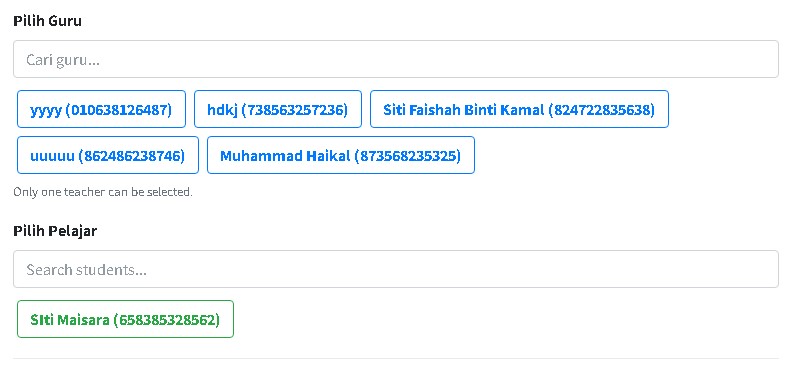 Pilih Guru
Cari guru...
yyyy (010638126487) hdkj (738563257236) Siti Faishah Binti Kamal (824722835638)
uuuuu (862486238746) Muhammad Haikal (873568235325)
Only one teacher can be selected.
Pilih Pelajar
Search students...
SIti Maisara (658385328562)